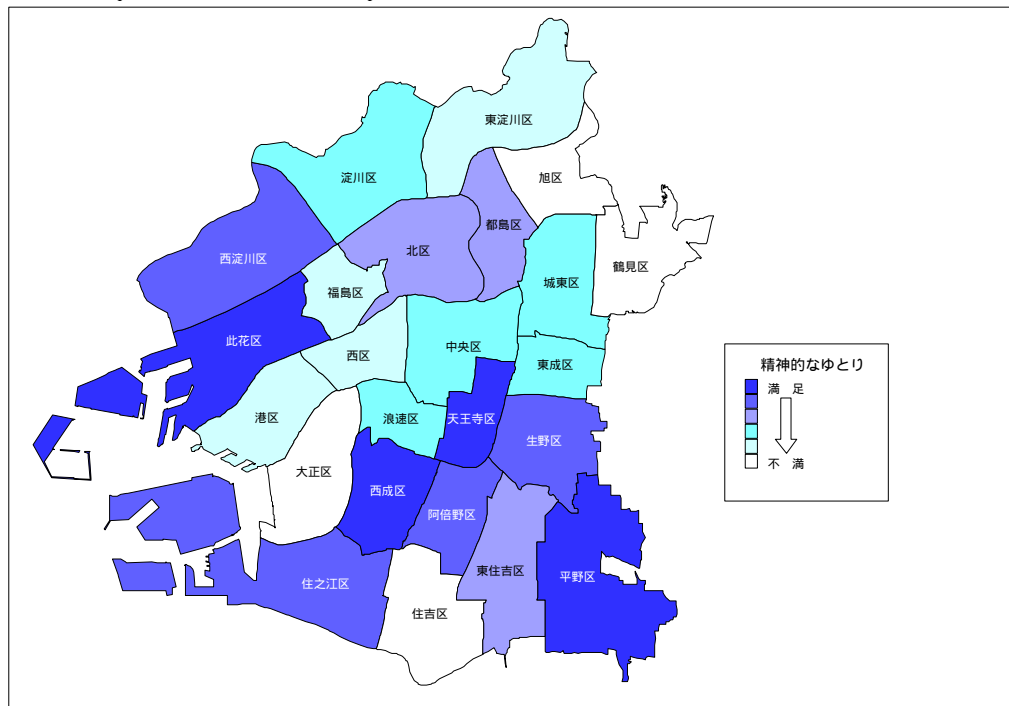 東淀川区
淀川区
旭区
都島区
北区
西淀川区
鶴見区
城東区
福島区
此花区
中央区
西区
東成区
港区
浪速区
天王寺区
生野区
大正区
西成区
阿倍野区
東住吉区
平野区
住之江区
住吉区
精神的なゆとり
満 足
不 満